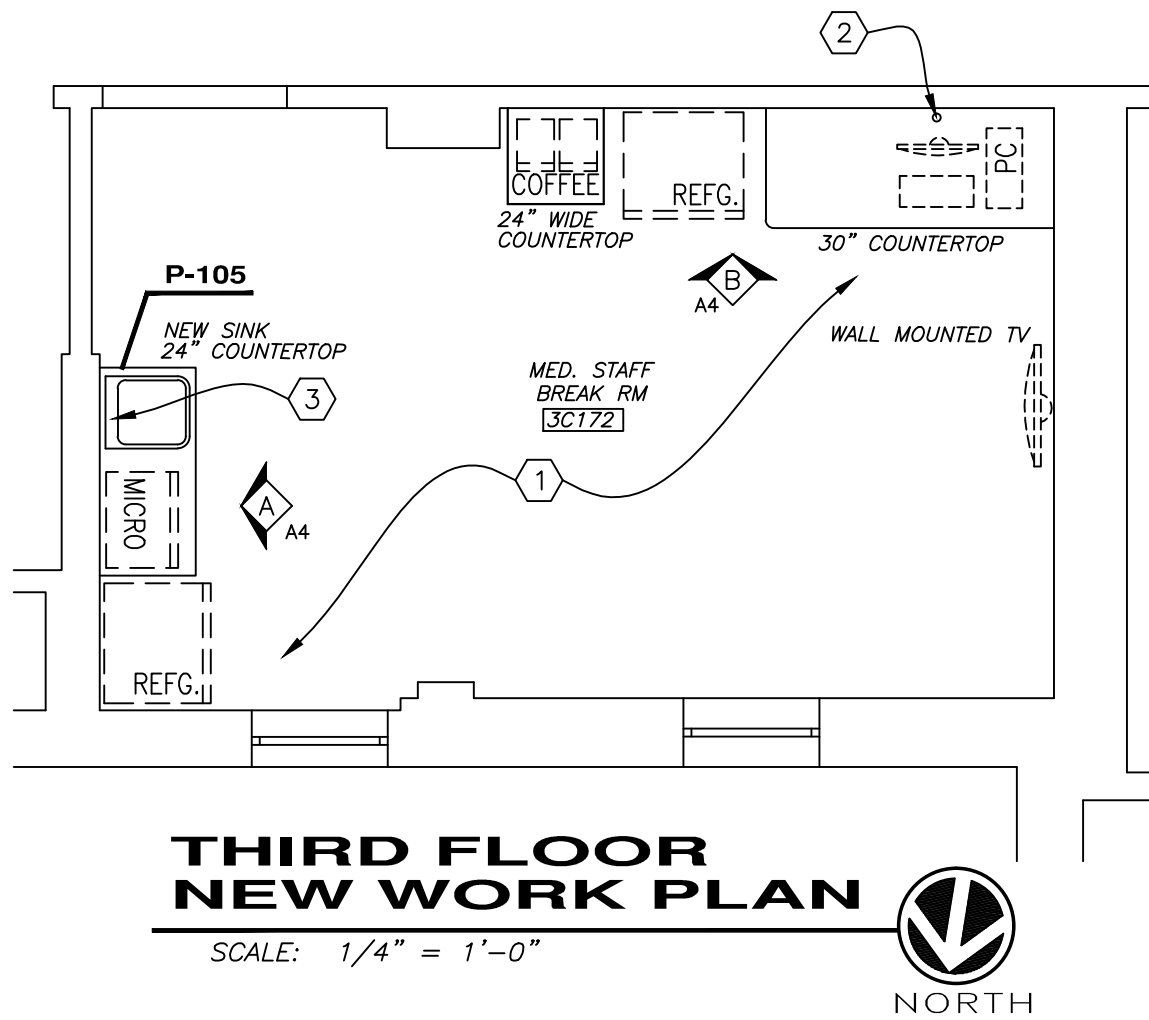 2
COFFEE
REFG.
PC
24" WIDE
COUNTERTOP
30" COUNTERTOP
P-105
B
A4
NEW SINK
24" COUNTERTOP
WALL MOUNTED TV
MED. STAFF
BREAK RM
3C172
3
1
MICRO
A
A4
REFG.
THIRD FLOOR
NEW WORK PLAN
SCALE: 1/4" = 1'-0"
NORTH